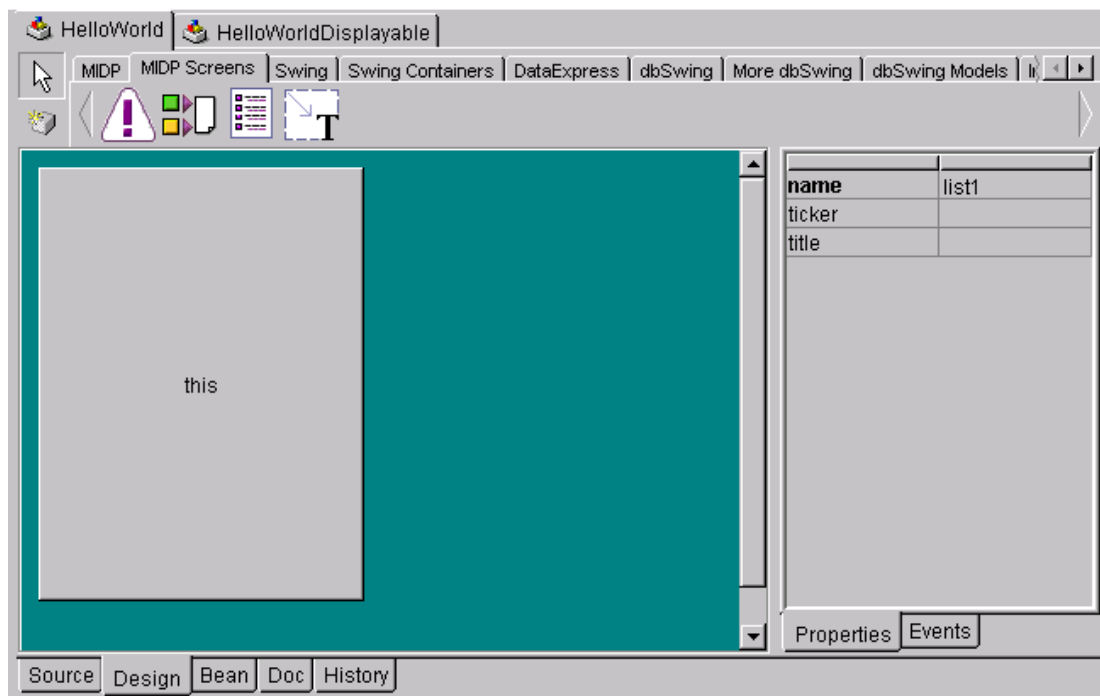 HelloWorld HelloWorldDisplayable
MIDP MIDP Screens Swing Swing Containers DataExpress dbSwing More dbSwing dbSwing Models
T
name list1
ticker
title
this
Properties Events
Source Design Bean Doc History